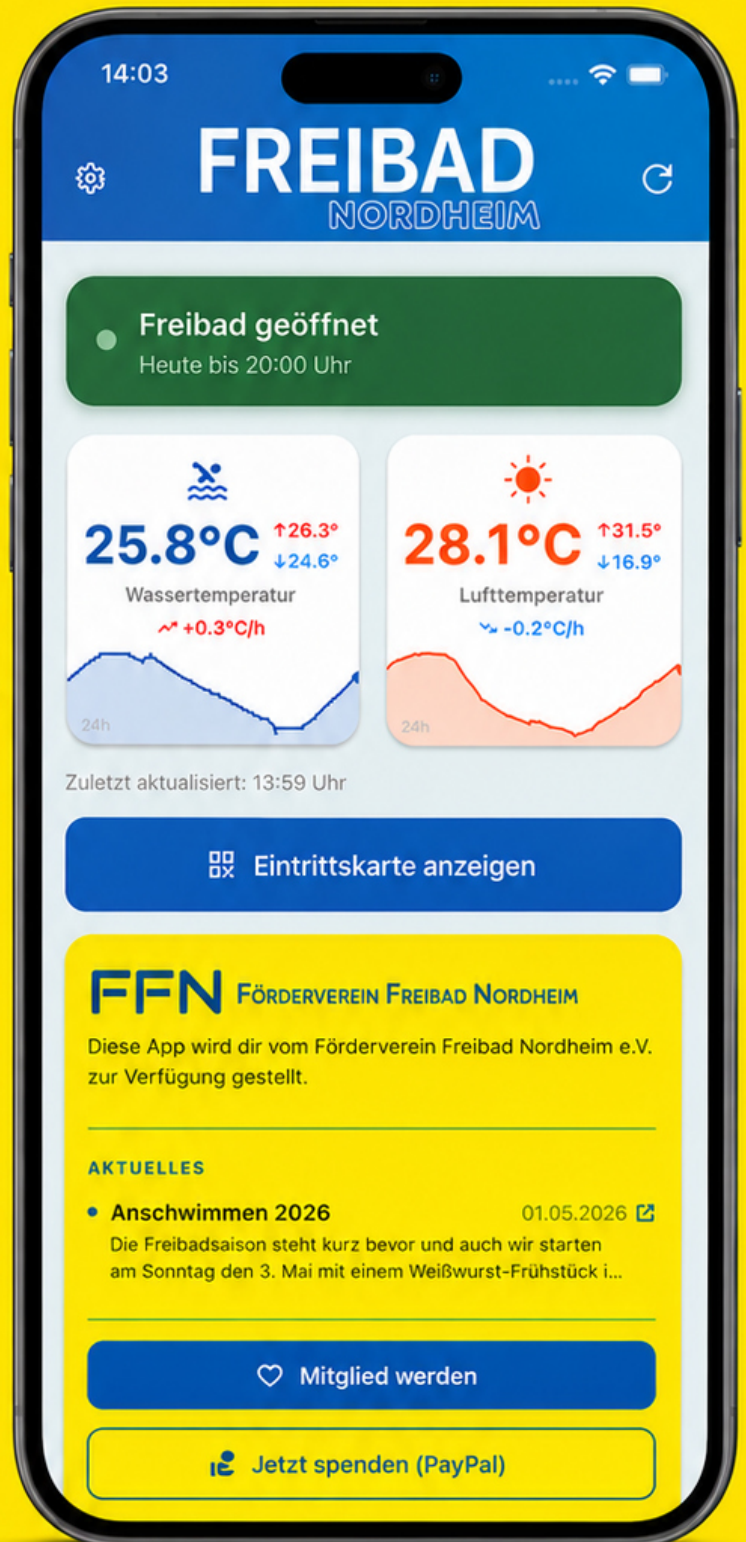 14:03
FREIBAD
NORDHEIM
Freibad geöffnet
Heute bis 20:00 Uhr
25.8°C ↑26.3° ↓24.6°
Wassertemperatur
+0.3°C/h
24h
28.1°C ↑31.5° ↓16.9°
Lufttemperatur
-0.2°C/h
24h
Zuletzt aktualisiert: 13:59 Uhr
Eintrittskarte anzeigen
FFN Förderverein Freibad Nordheim
Diese App wird dir vom Förderverein Freibad Nordheim e.V.
zur Verfügung gestellt.
AKTUELLES
Anschwimmen 2026 01.05.2026
Die Freibadsaison steht kurz bevor und auch wir starten
am Sonntag den 3. Mai mit einem Weißwurst-Frühstück i...
Mitglied werden
Jetzt spenden (PayPal)